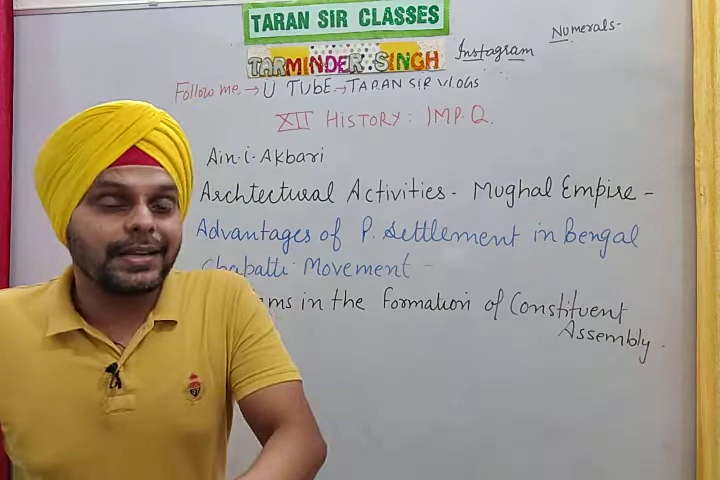 TARAN SIR CLASSES
TARMINDER SINGH
Instagram
Numerals-
Follow me → U TUBE → TARAN SIR VLOGS
XII HISTORY: IMP. Q.
Ain-i-Akbari
Archtectural Activities - Mughal Empire -
Advantages of P. Settlement in Bengal
Chapatti Movement -
in the formation of Constituent
Assembly.